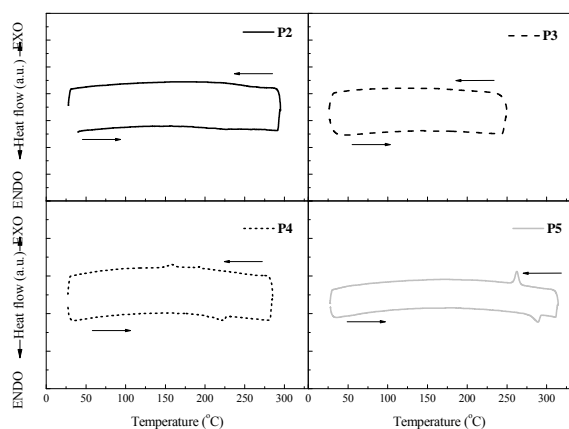 P2
P3
ENDO ◄— Heat flow (a.u.) —► EXO
P4
P5
ENDO ◄— Heat flow (a.u.) —► EXO
0 50 100 150 200 250 300
0 50 100 150 200 250 300
Temperature (°C)
Temperature (°C)